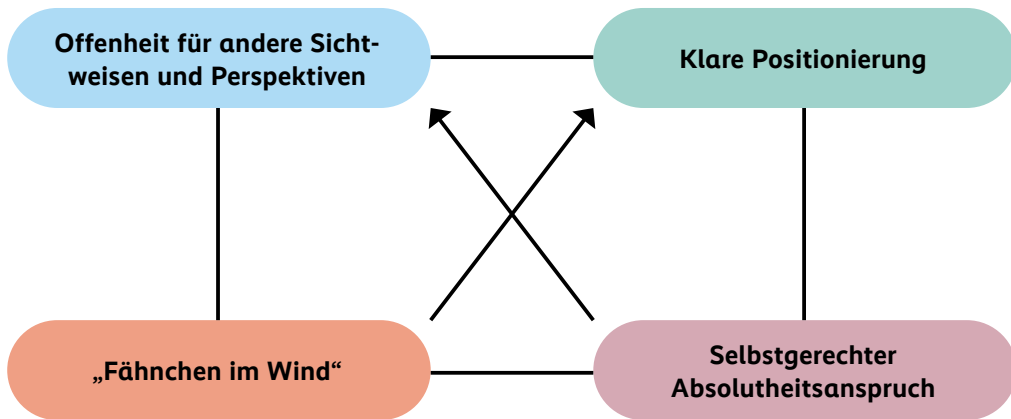 Offenheit für andere Sicht-
weisen und Perspektiven
Klare Positionierung
„Fähnchen im Wind“
Selbstgerechter
Absolutheitsanspruch